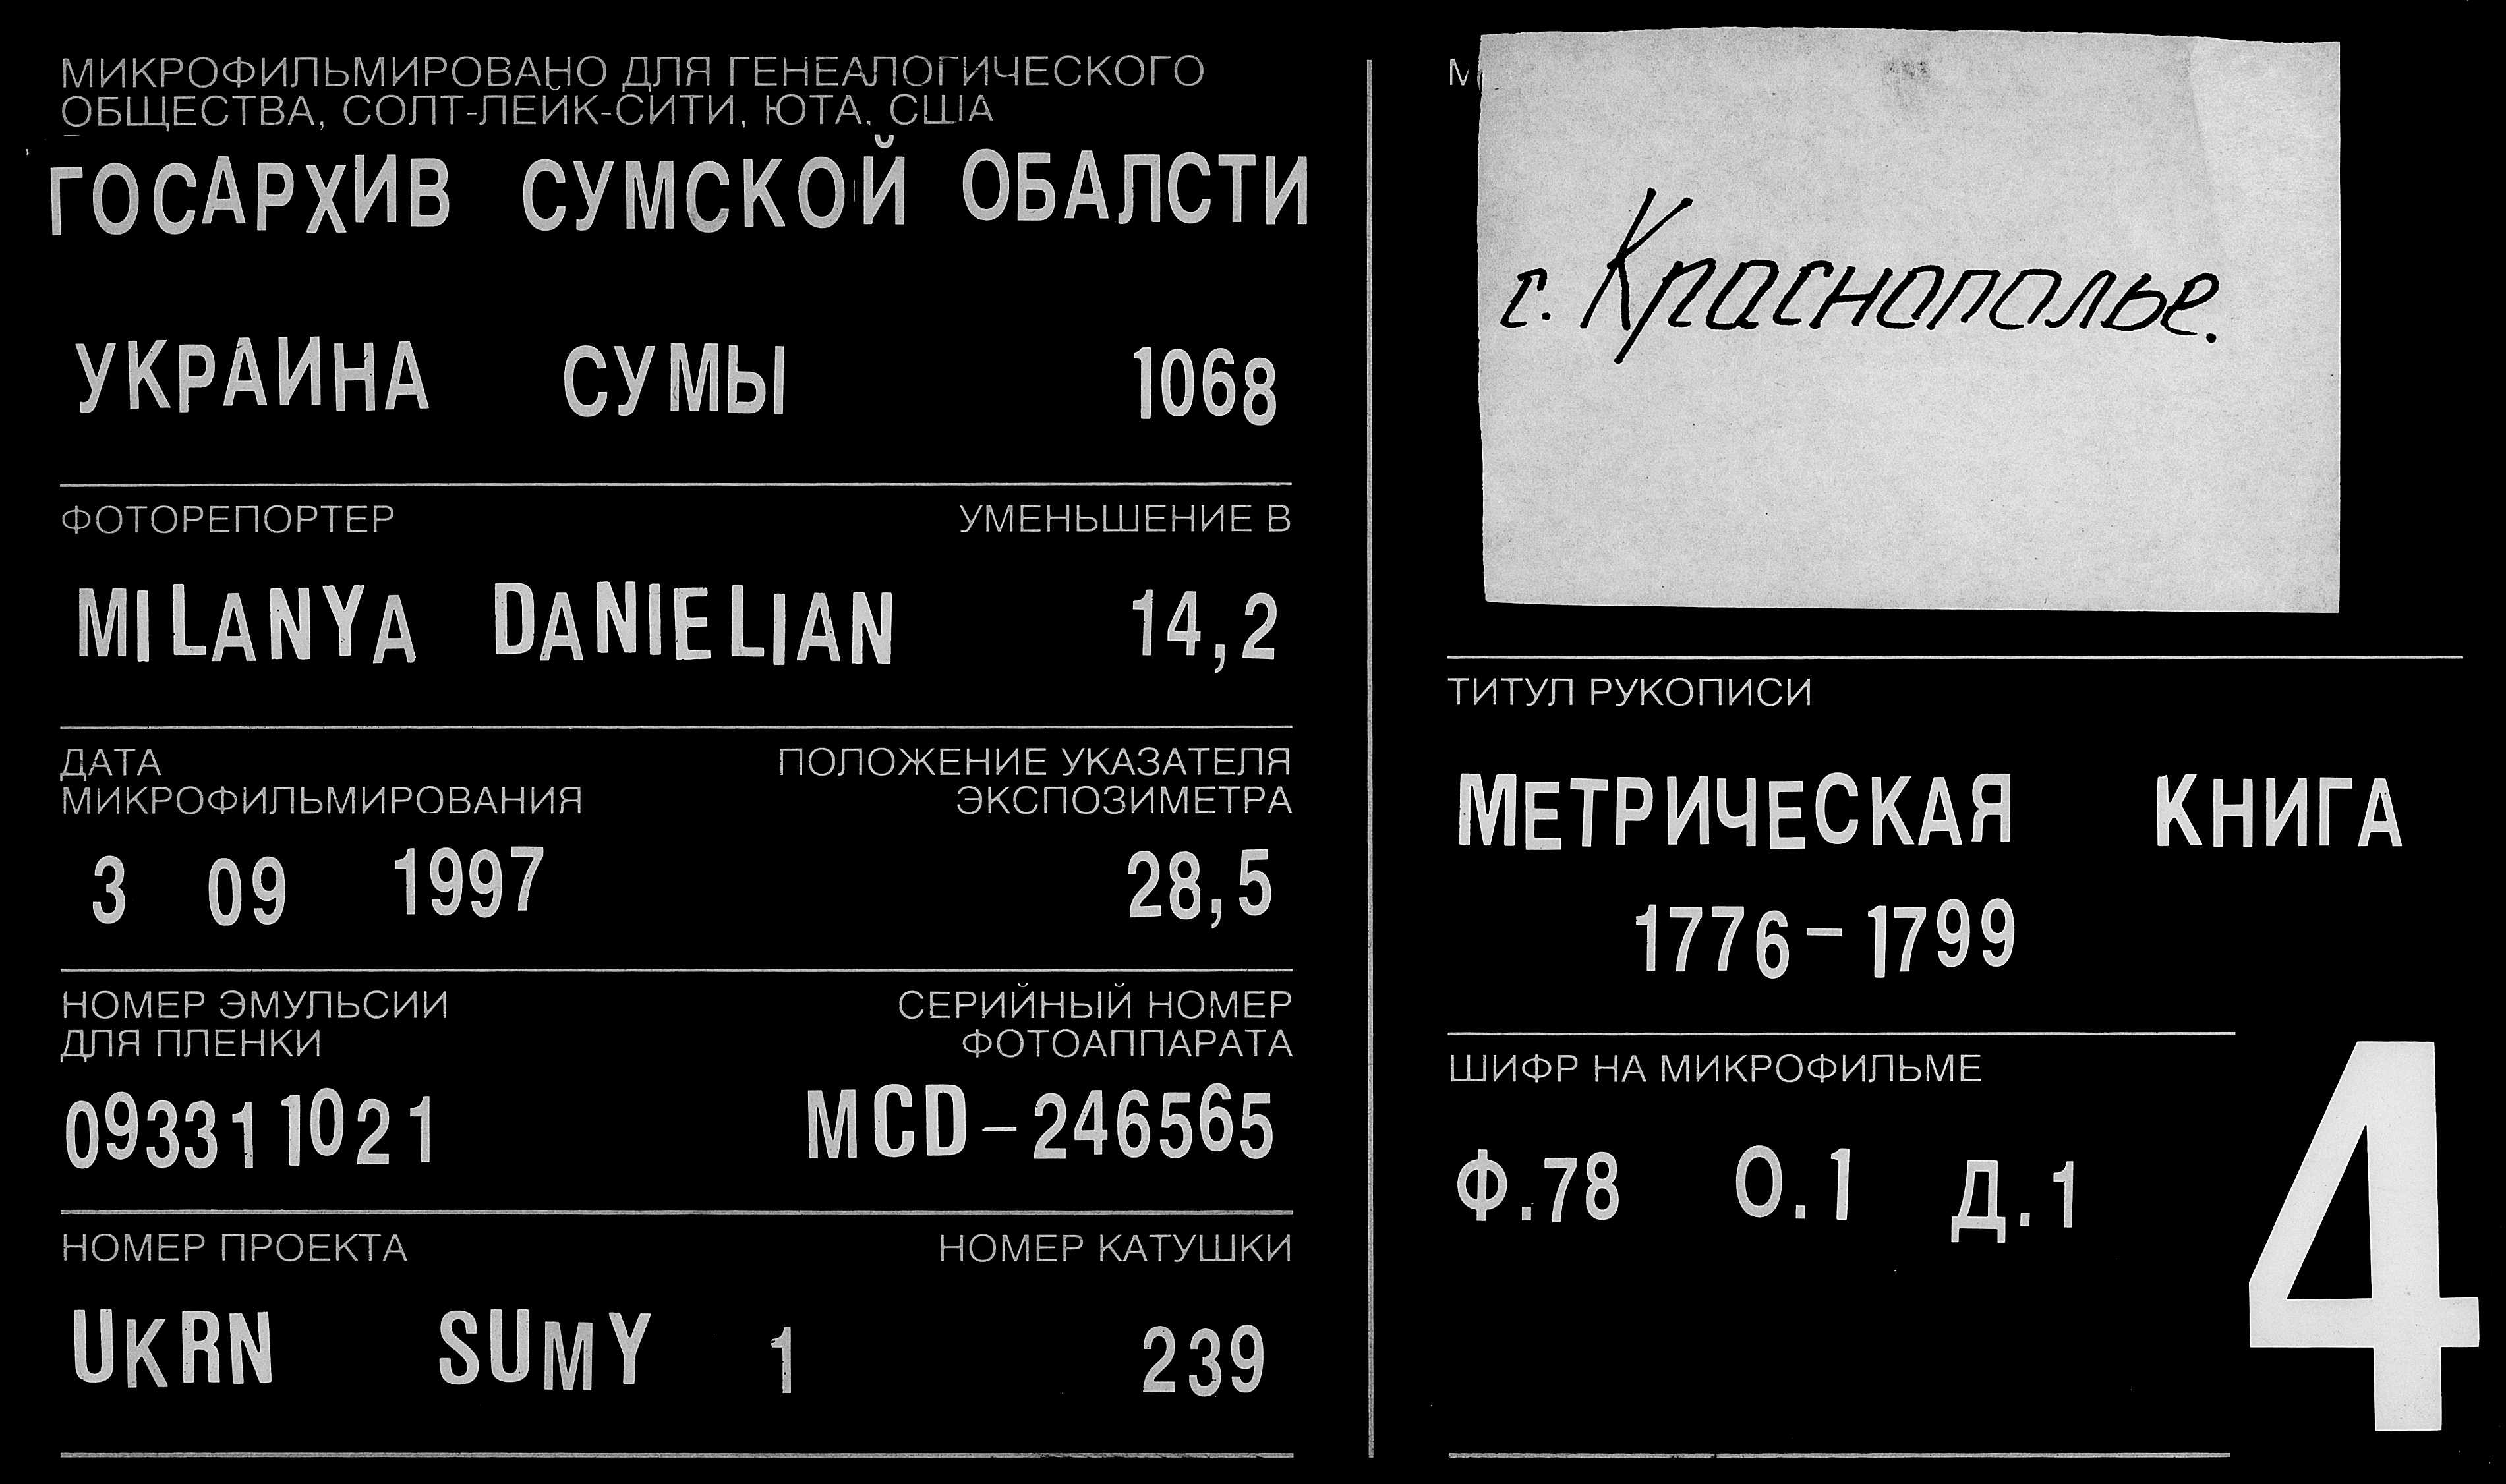 МИКРОФИЛЬМИРОВАНО ДЛЯ ГЕНЕАЛОГИЧЕСКОГО
ОБЩЕСТВА, СОЛТ-ЛЕЙК-СИТИ, ЮТА, США
ГОСАРХИВ СУМСКОЙ ОБАЛСТИ
УКРАИНА СУМЫ 1068
ФОТОРЕПОРТЕР УМЕНЬШЕНИЕ В
MILANYA DANIELIAN 14,2
ДАТА ПОЛОЖЕНИЕ УКАЗАТЕЛЯ
МИКРОФИЛЬМИРОВАНИЯ ЭКСПОЗИМЕТРА
3 09 1997 28,5
НОМЕР ЭМУЛЬСИИ СЕРИЙНЫЙ НОМЕР
ДЛЯ ПЛЕНКИ ФОТОАППАРАТА
093311021 MCD-246565
НОМЕР ПРОЕКТА НОМЕР КАТУШКИ
UKRN SUMY 1 239
г. Краснополье.
ТИТУЛ РУКОПИСИ
МЕТРИЧЕСКАЯ КНИГА
1776-1799
ШИФР НА МИКРОФИЛЬМЕ
Ф.78 О.1 Д.1
4